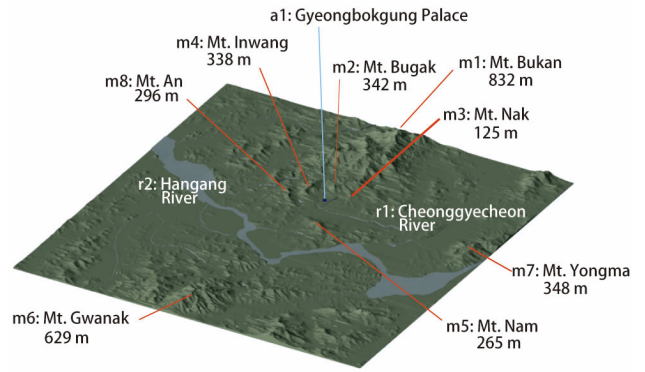 a1: Gyeongbokgung Palace
m4: Mt. Inwang
338 m
m2: Mt. Bugak
342 m
m1: Mt. Bukan
832 m
m8: Mt. An
296 m
m3: Mt. Nak
125 m
r2: Hangang
River
r1: Cheonggyecheon
River
m7: Mt. Yongma
348 m
m6: Mt. Gwanak
629 m
m5: Mt. Nam
265 m